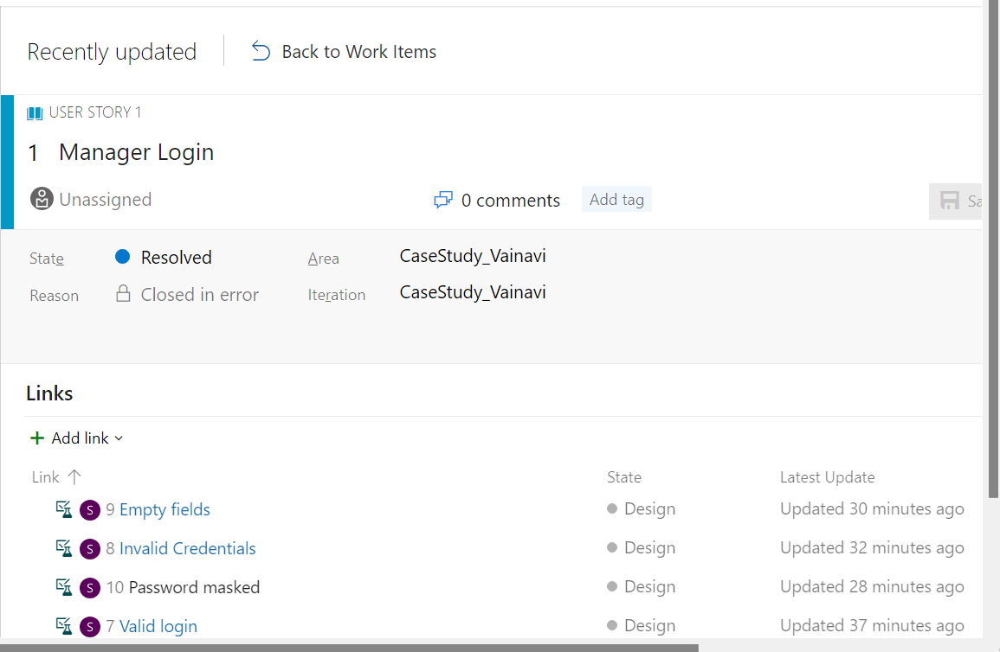 Recently updated Back to Work Items
USER STORY 1
1 Manager Login
Unassigned 0 comments Add tag Sa
State Resolved Area CaseStudy_Vainavi
Reason Closed in error Iteration CaseStudy_Vainavi
Links
Add link
Link State Latest Update
S 9 Empty fields Design Updated 30 minutes ago
S 8 Invalid Credentials Design Updated 32 minutes ago
S 10 Password masked Design Updated 28 minutes ago
S 7 Valid login Design Updated 37 minutes ago